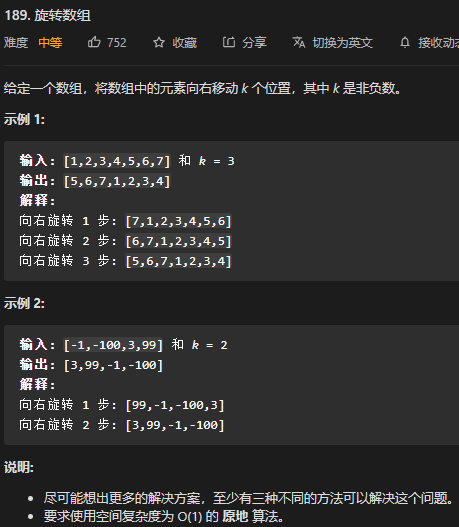 189. 旋转数组
难度 中等 752 收藏 分享 切换为英文 接收动态
给定一个数组，将数组中的元素向右移动 k 个位置，其中 k 是非负数。
示例 1:
输入: [1,2,3,4,5,6,7] 和 k = 3
输出: [5,6,7,1,2,3,4]
解释:
向右旋转 1 步: [7,1,2,3,4,5,6]
向右旋转 2 步: [6,7,1,2,3,4,5]
向右旋转 3 步: [5,6,7,1,2,3,4]
示例 2:
输入: [-1,-100,3,99] 和 k = 2
输出: [3,99,-1,-100]
解释:
向右旋转 1 步: [99,-1,-100,3]
向右旋转 2 步: [3,99,-1,-100]
说明:
• 尽可能想出更多的解决方案，至少有三种不同的方法可以解决这个问题。
• 要求使用空间复杂度为 O(1) 的 原地 算法。